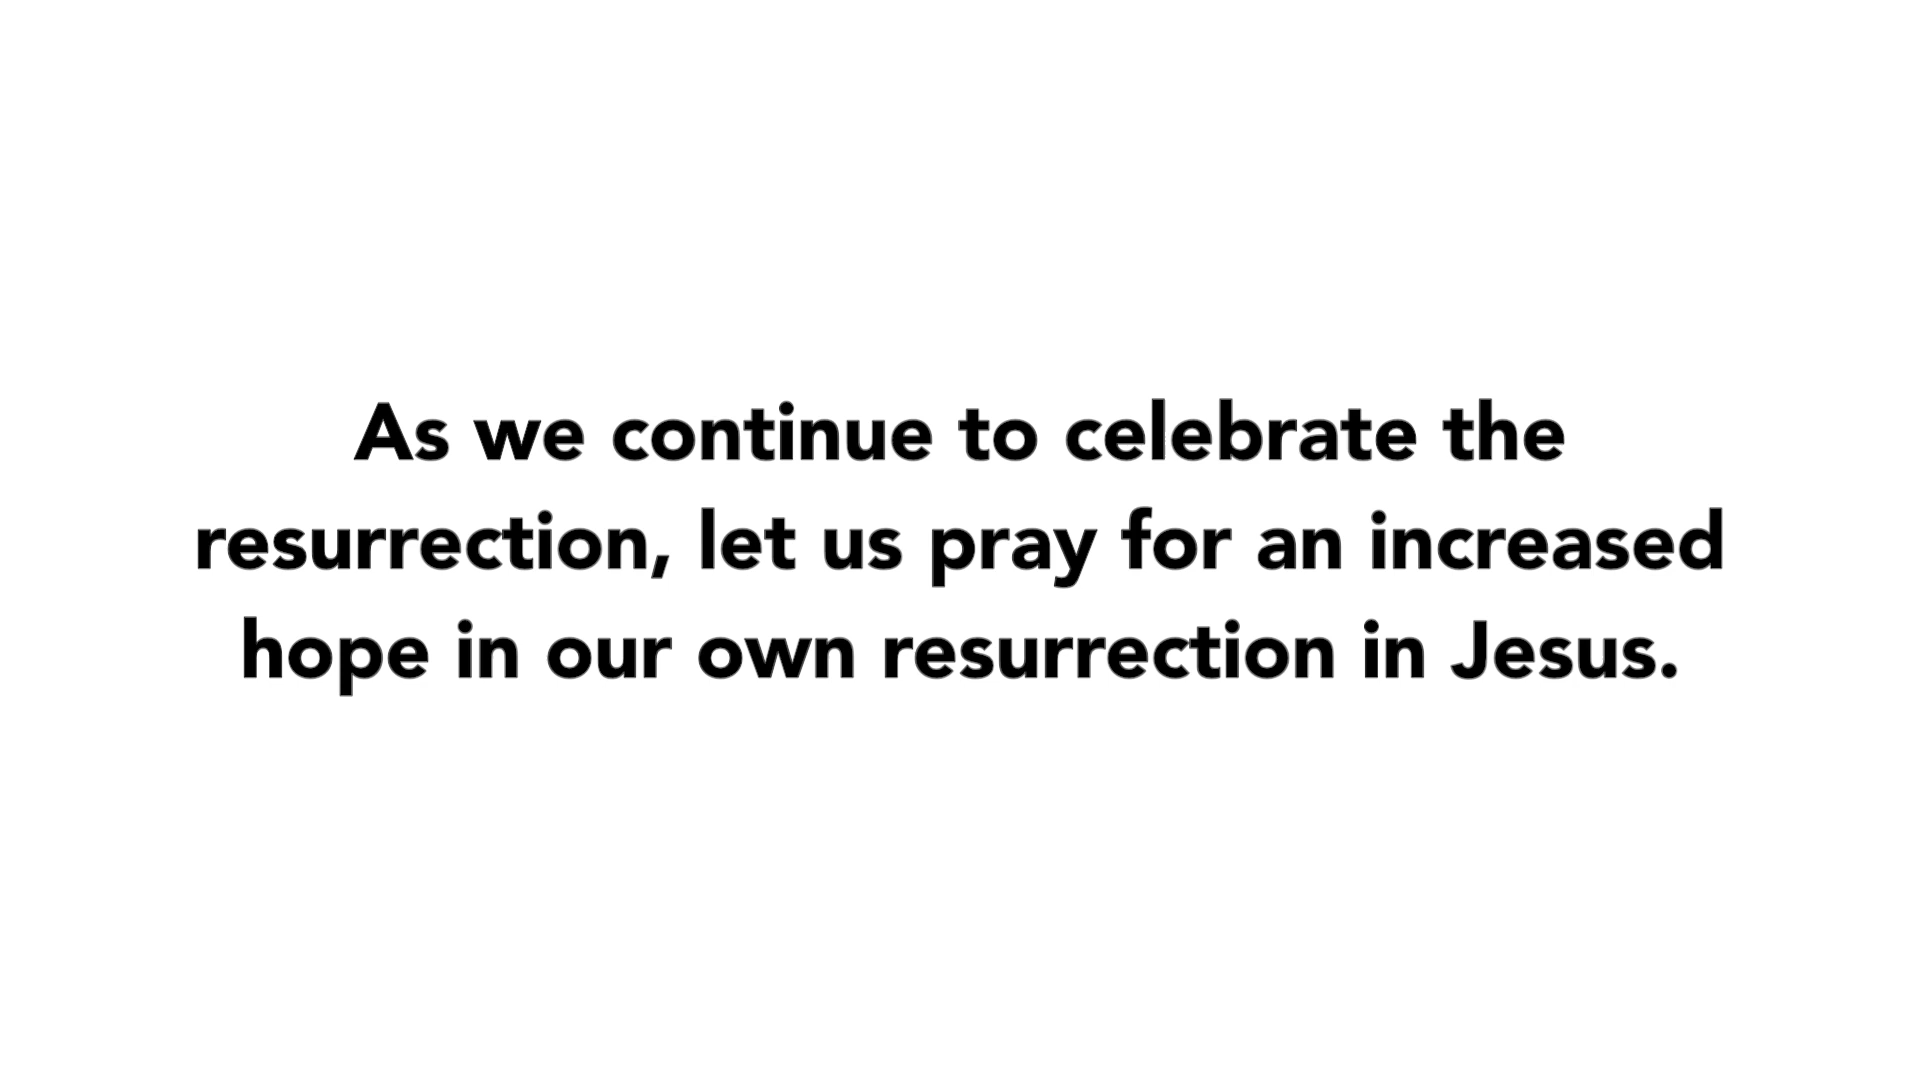 As we continue to celebrate the
resurrection, let us pray for an increased
hope in our own resurrection in Jesus.